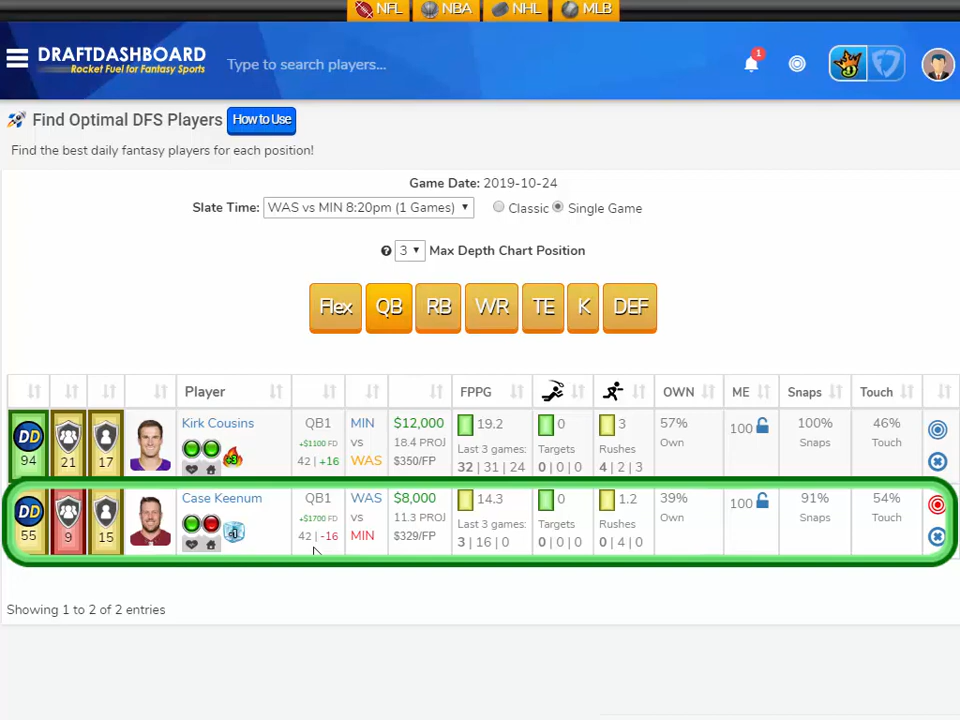 NFL NBA NHL MLB
DRAFTDASHBOARD
Rocket Fuel for Fantasy Sports
Type to search players...
1
Find Optimal DFS Players How to Use
Find the best daily fantasy players for each position!
Game Date: 2019-10-24
Slate Time: WAS vs MIN 8:20pm (1 Games) Classic Single Game
3 Max Depth Chart Position
Flex QB RB WR TE K DEF
Player FPPG OWN ME Snaps Touch
DD 94 21 17 Kirk Cousins QB1 MIN $12,000 19.2 0 3 57% 100 100% 46%
+$1100 FD vs 18.4 PROJ Last 3 games: Targets Rushes Own Snaps Touch
3 42 | +16 WAS $350/FP 32 | 31 | 24 0 | 0 | 0 4 | 2 | 3
DD 55 9 15 Case Keenum QB1 WAS $8,000 14.3 0 1.2 39% 100 91% 54%
+$1700 FD vs 11.3 PROJ Last 3 games: Targets Rushes Own Snaps Touch
42 | -16 MIN $329/FP 3 | 16 | 0 0 | 0 | 0 0 | 4 | 0
Showing 1 to 2 of 2 entries